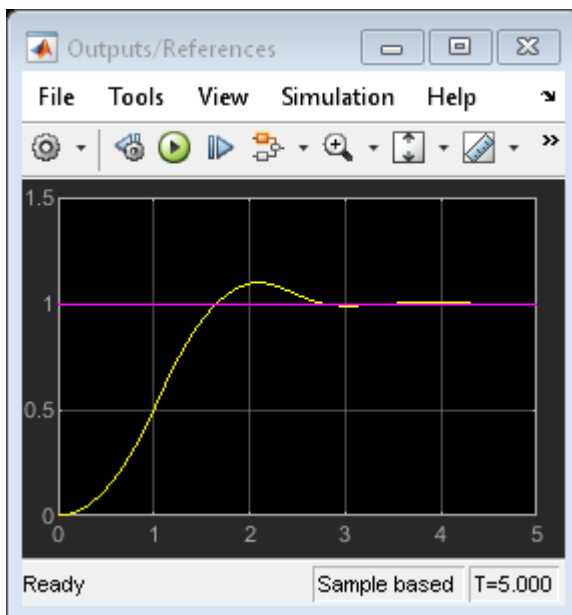 Outputs/References
File Tools View Simulation Help
1.5
1
0.5
0
0 1 2 3 4 5
Ready Sample based T=5.000